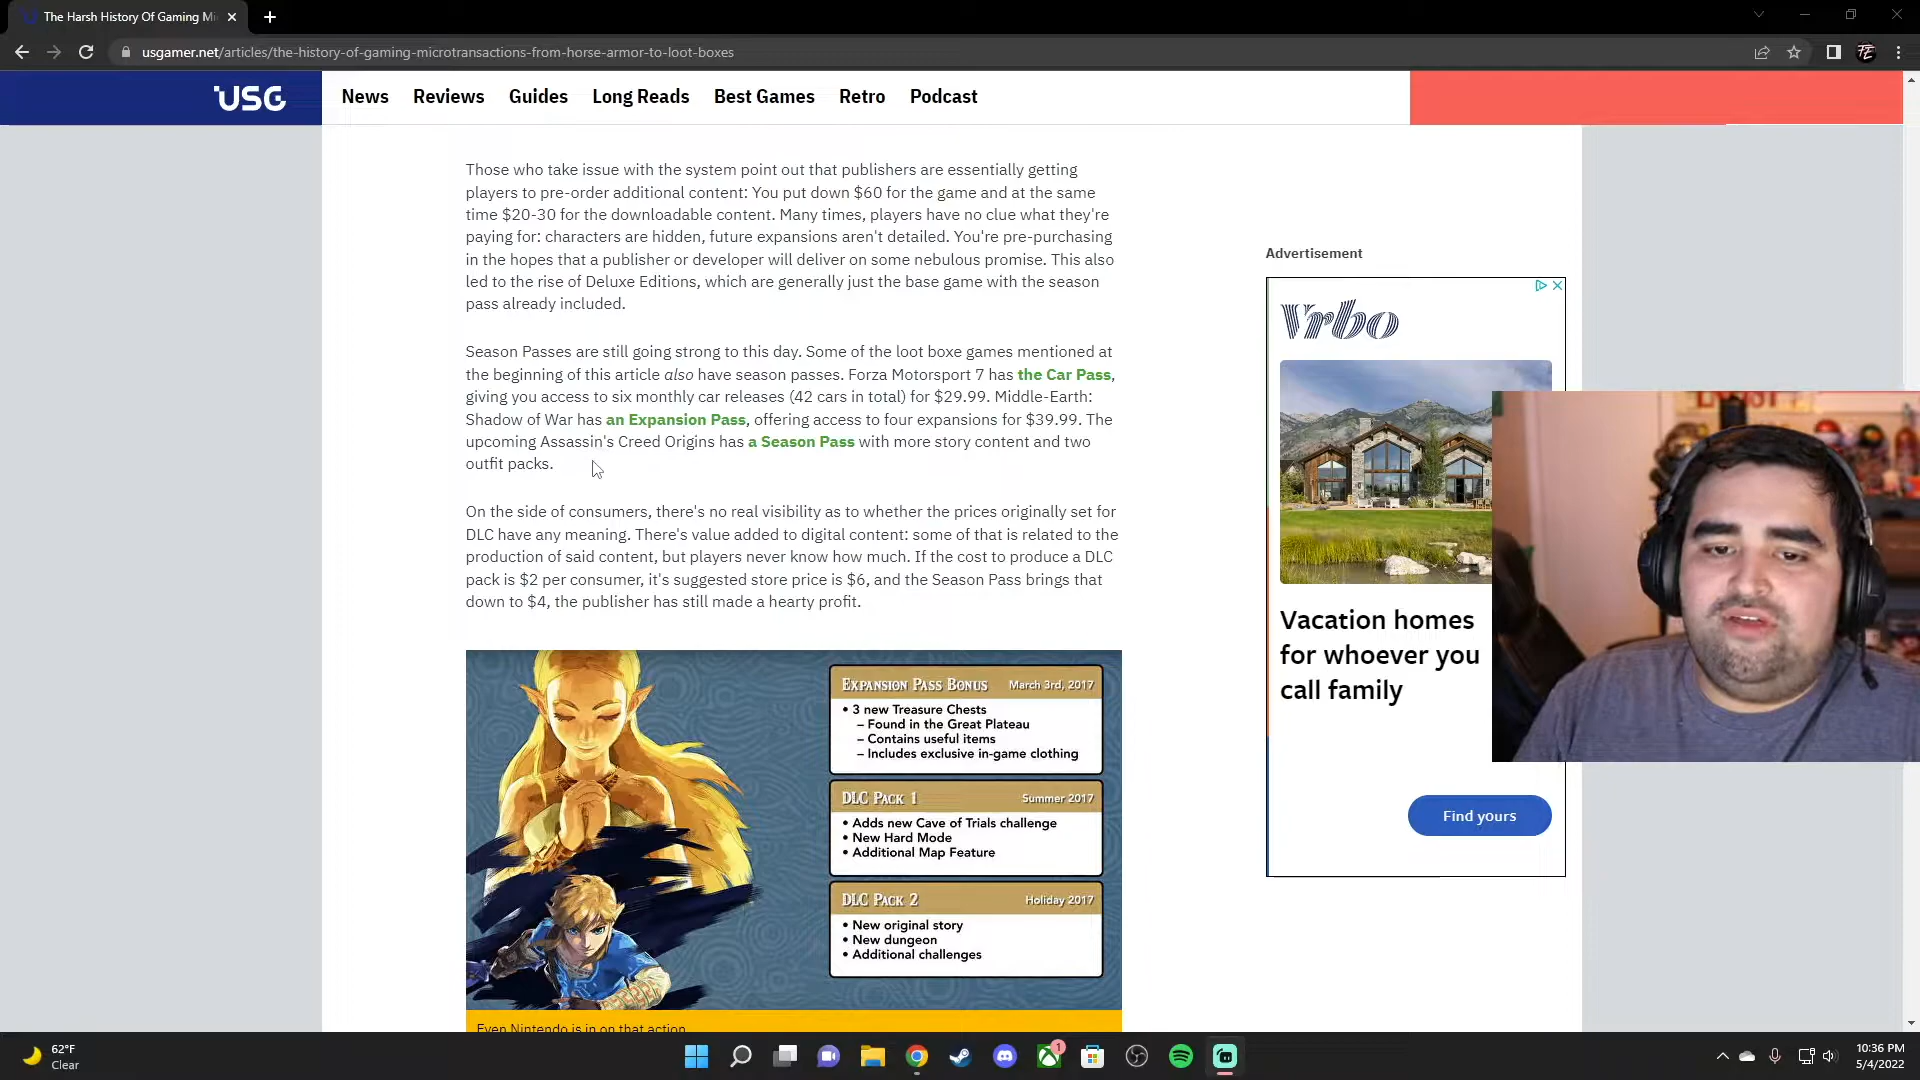 The Harsh History Of Gaming Mi
usgamer.net/articles/the-history-of-gaming-microtransactions-from-horse-armor-to-loot-boxes
USG
News Reviews Guides Long Reads Best Games Retro Podcast
Those who take issue with the system point out that publishers are essentially getting
players to pre-order additional content: You put down $60 for the game and at the same
time $20-30 for the downloadable content. Many times, players have no clue what they're
paying for: characters are hidden, future expansions aren't detailed. You're pre-purchasing
in the hopes that a publisher or developer will deliver on some nebulous promise. This also
led to the rise of Deluxe Editions, which are generally just the base game with the season
pass already included.
Season Passes are still going strong to this day. Some of the loot boxe games mentioned at
the beginning of this article also have season passes. Forza Motorsport 7 has the Car Pass,
giving you access to six monthly car releases (42 cars in total) for $29.99. Middle-Earth:
Shadow of War has an Expansion Pass, offering access to four expansions for $39.99. The
upcoming Assassin's Creed Origins has a Season Pass with more story content and two
outfit packs.
On the side of consumers, there's no real visibility as to whether the prices originally set for
DLC have any meaning. There's value added to digital content: some of that is related to the
production of said content, but players never know how much. If the cost to produce a DLC
pack is $2 per consumer, it's suggested store price is $6, and the Season Pass brings that
down to $4, the publisher has still made a hearty profit.
Expansion Pass Bonus March 3rd, 2017
• 3 new Treasure Chests
– Found in the Great Plateau
– Contains useful items
– Includes exclusive in-game clothing
DLC Pack 1 Summer 2017
• Adds new Cave of Trials challenge
• New Hard Mode
• Additional Map Feature
DLC Pack 2 Holiday 2017
• New original story
• New dungeon
• Additional challenges
Even Nintendo is in on that action.
Advertisement
Vrbo
Vacation homes
for whoever you
call family
Find yours
62°F
Clear
1
10:36 PM
5/4/2022